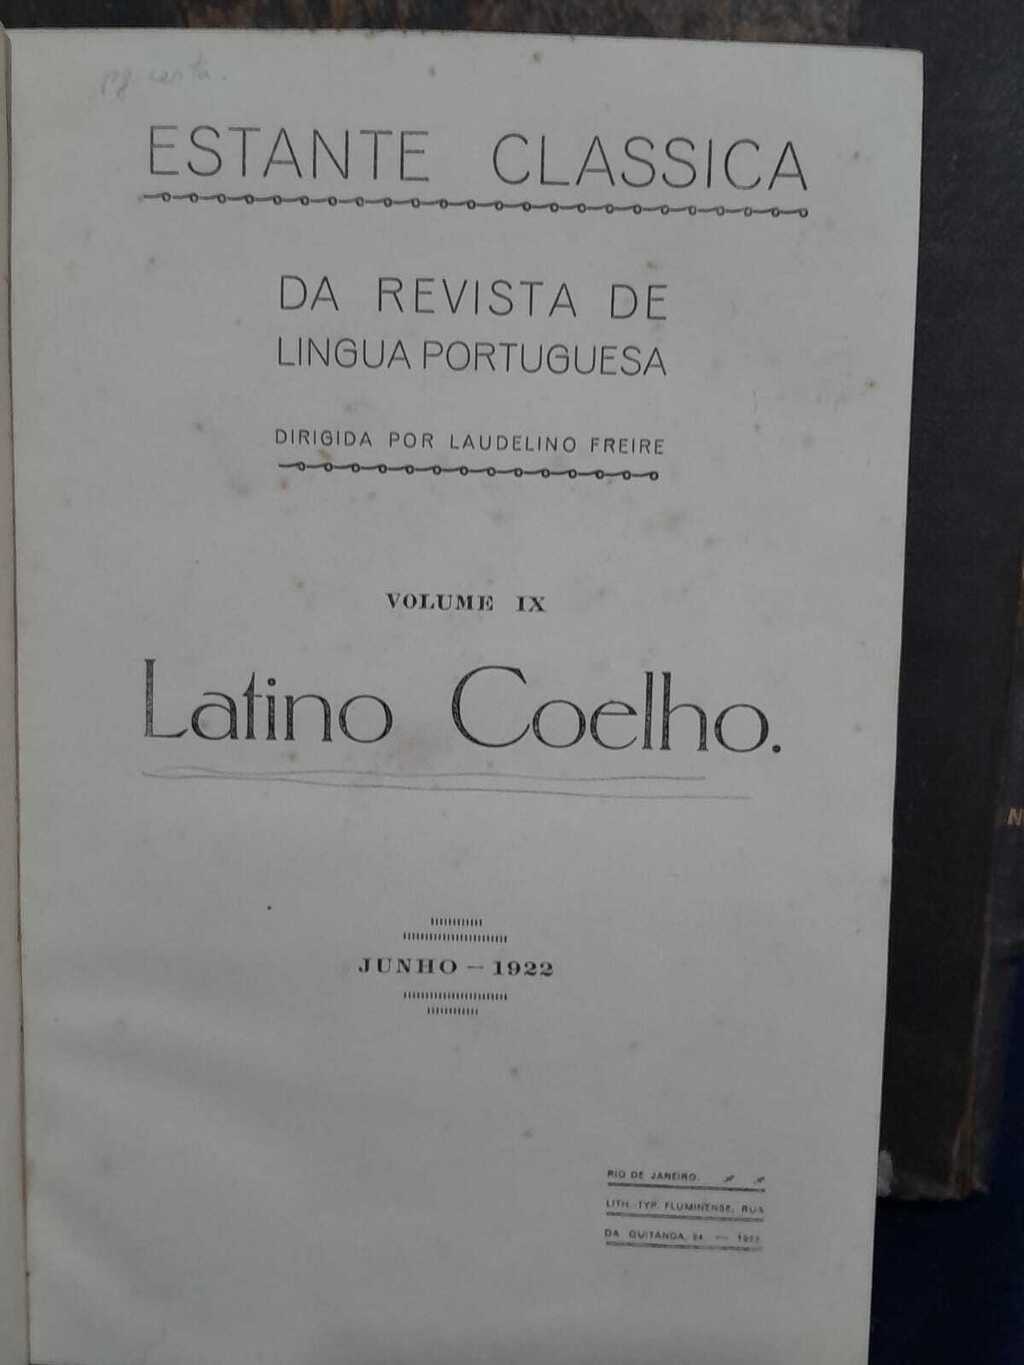 ESTANTE CLASSICA
DA REVISTA DE
LINGUA PORTUGUESA
DIRIGIDA POR LAUDELINO FREIRE
VOLUME IX
Latino Coelho.
JUNHO - 1922
RIO DE JANEIRO.
LITH. TYP. FLUMINENSE, RUA
DA QUITANDA, — 1922
N